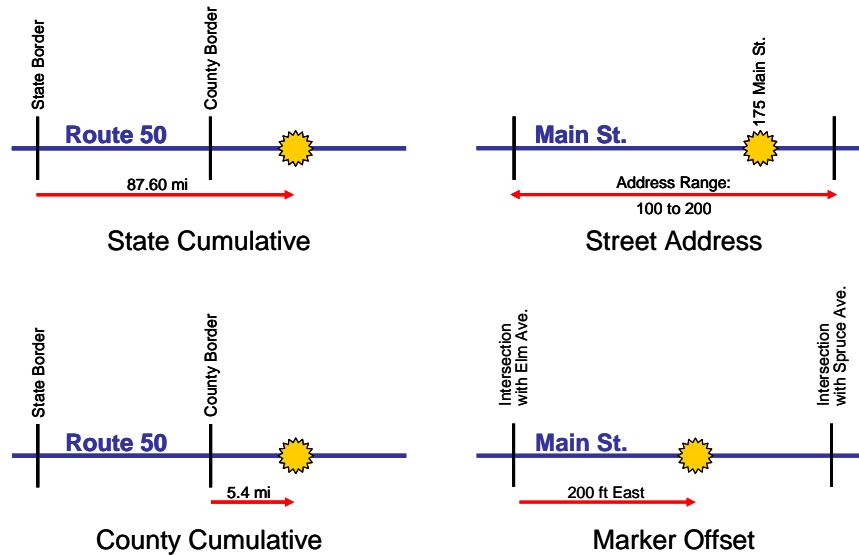 State Border
County Border
Route 50
87.60 mi
State Cumulative
175 Main St.
Main St.
Address Range:
100 to 200
Street Address
State Border
County Border
Route 50
5.4 mi
County Cumulative
Intersection
with Elm Ave.
Intersection
with Spruce Ave.
Main St.
200 ft East
Marker Offset